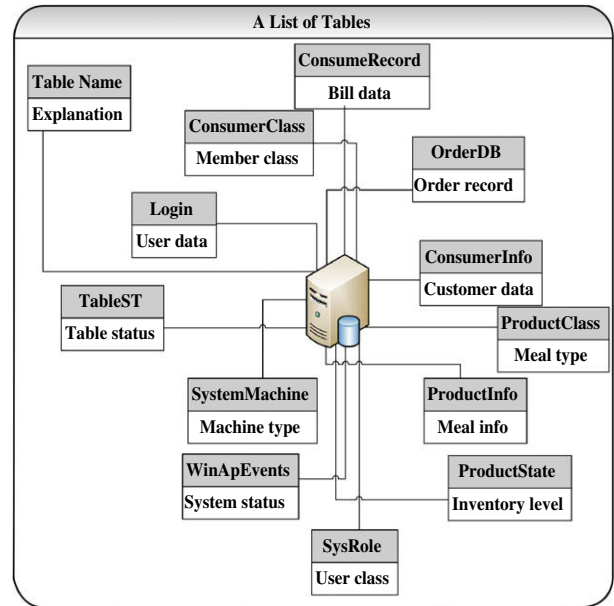 A List of Tables
ConsumeRecord
Bill data
Table Name
Explanation
ConsumerClass
Member class
OrderDB
Order record
Login
User data
ConsumerInfo
Customer data
TableST
Table status
ProductClass
Meal type
SystemMachine
Machine type
ProductInfo
Meal info
WinApEvents
System status
ProductState
Inventory level
SysRole
User class